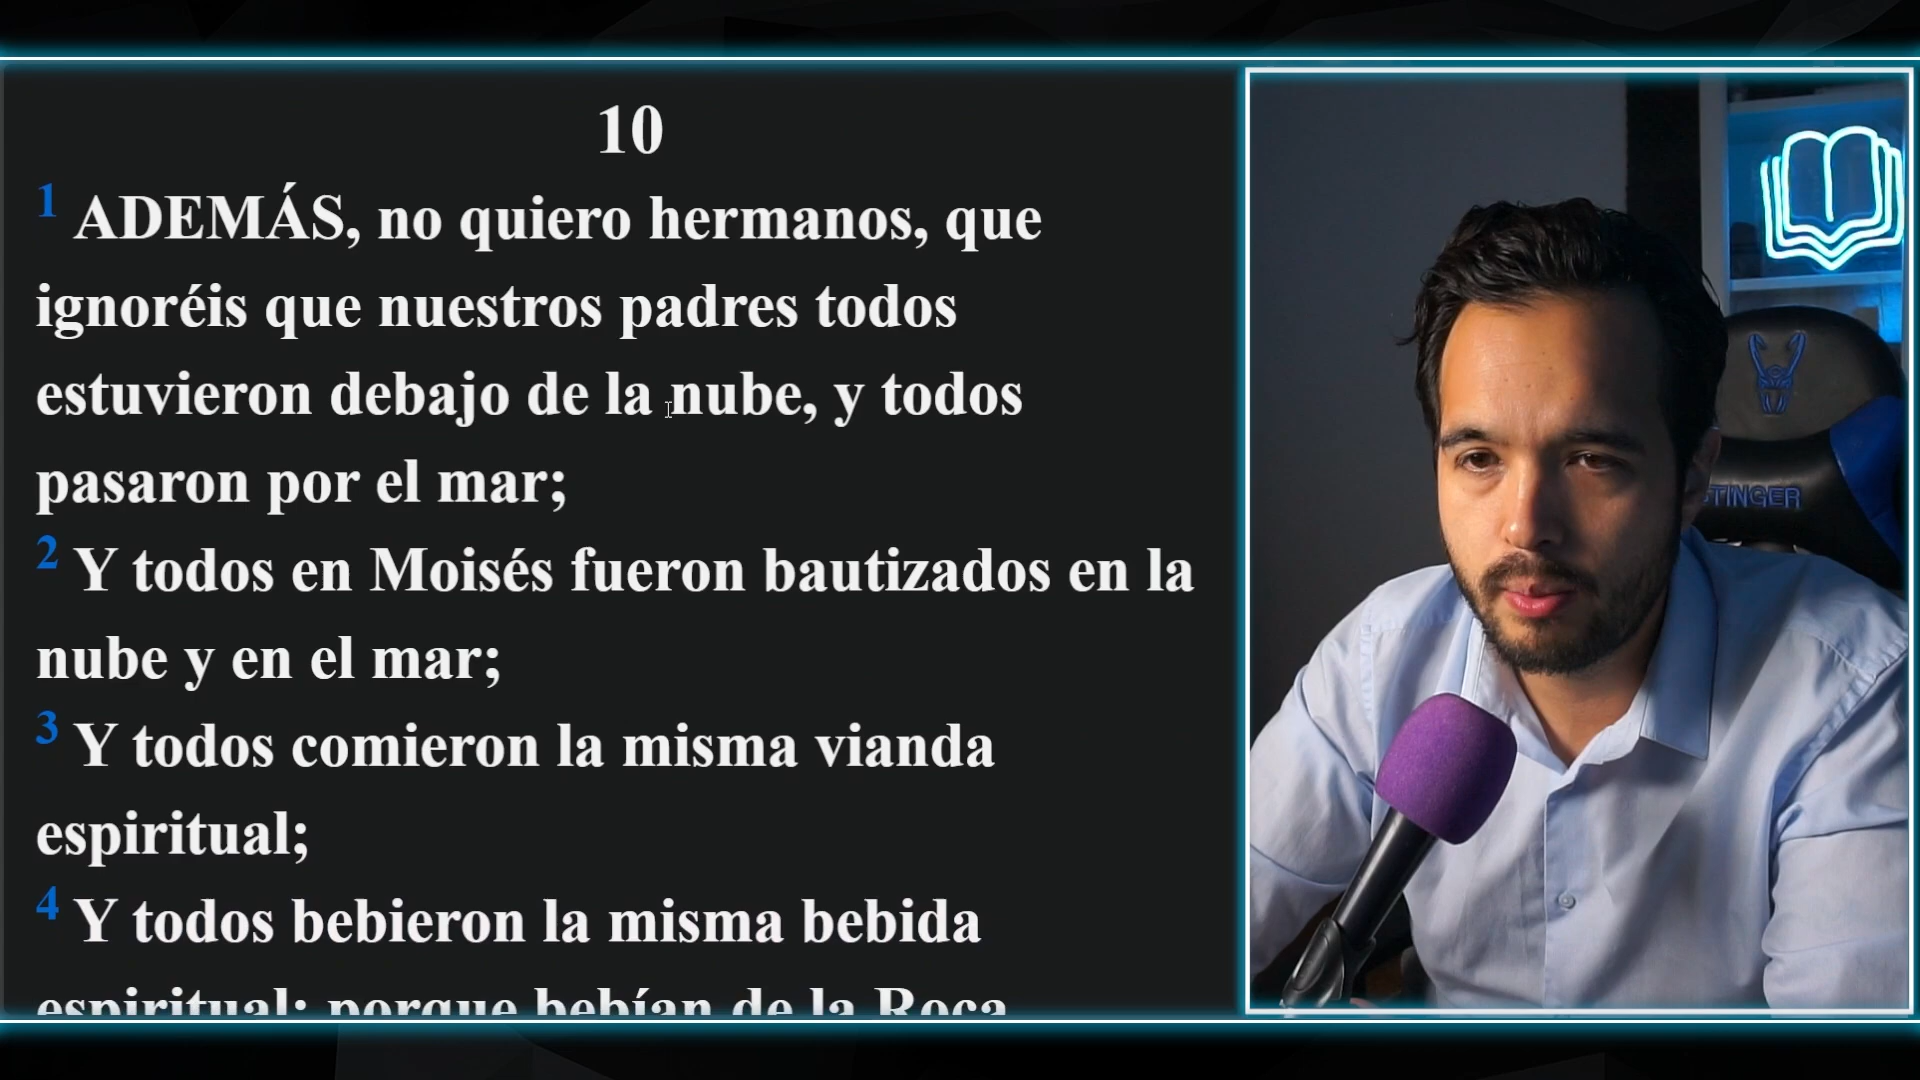 10
1 ADEMÁS, no quiero hermanos, que
ignoréis que nuestros padres todos
estuvieron debajo de la nube, y todos
pasaron por el mar;
2 Y todos en Moisés fueron bautizados en la
nube y en el mar;
3 Y todos comieron la misma vianda
espiritual;
4 Y todos bebieron la misma bebida
espiritual; porque bebían de la Roca
STINGER